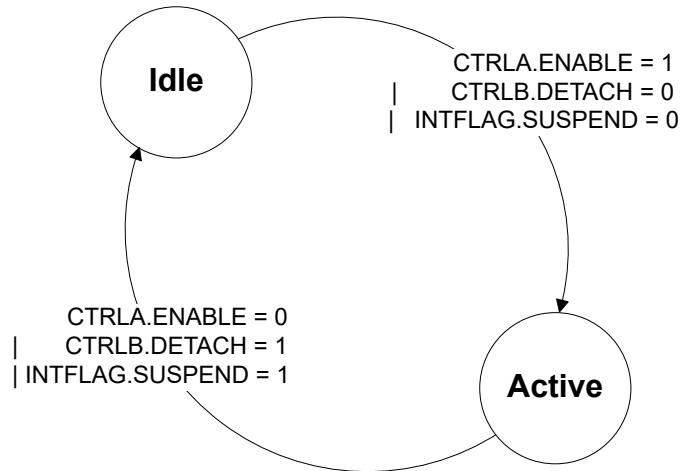 Idle
CTRLA.ENABLE = 1
| CTRLB.DETACH = 0
| INTFLAG.SUSPEND = 0
CTRLA.ENABLE = 0
| CTRLB.DETACH = 1
| INTFLAG.SUSPEND = 1
Active